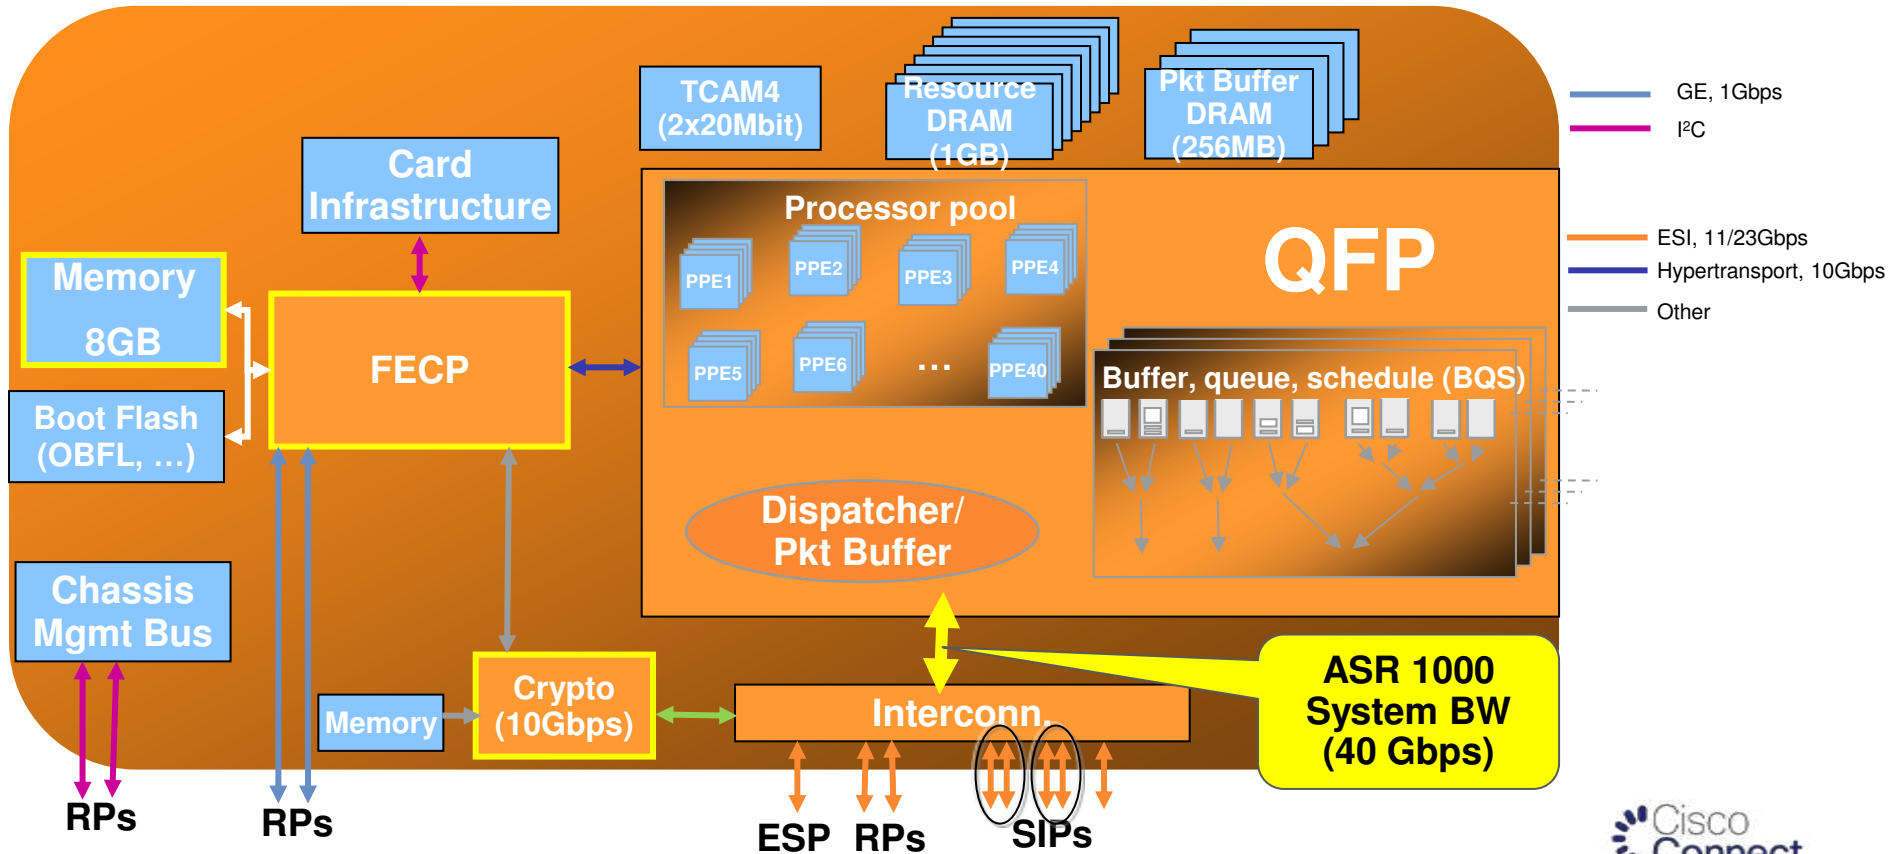 TCAM4
(2x20Mbit)
Resource
DRAM
(1GB)
Pkt Buffer
DRAM
(256MB)
GE, 1Gbps
I²C
ESI, 11/23Gbps
Hypertransport, 10Gbps
Other
Card
Infrastructure
Memory
8GB
FECP
Boot Flash
(OBFL, …)
Processor pool
PPE1
PPE2
PPE3
PPE4
PPE5
PPE6
…
PPE40
QFP
Buffer, queue, schedule (BQS)
Dispatcher/
Pkt Buffer
Chassis
Mgmt Bus
Memory
Crypto
(10Gbps)
Interconn.
ASR 1000
System BW
(40 Gbps)
RPs
RPs
ESP
RPs
SIPs
Cisco
Connect